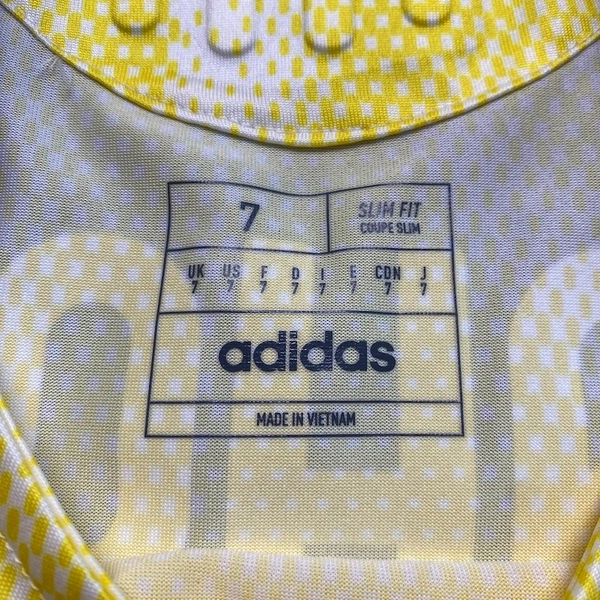 7
SLIM FIT
COUPE SLIM
UK US F D I E CDN J
7 7 7 7 7 7 7 7
adidas
MADE IN VIETNAM